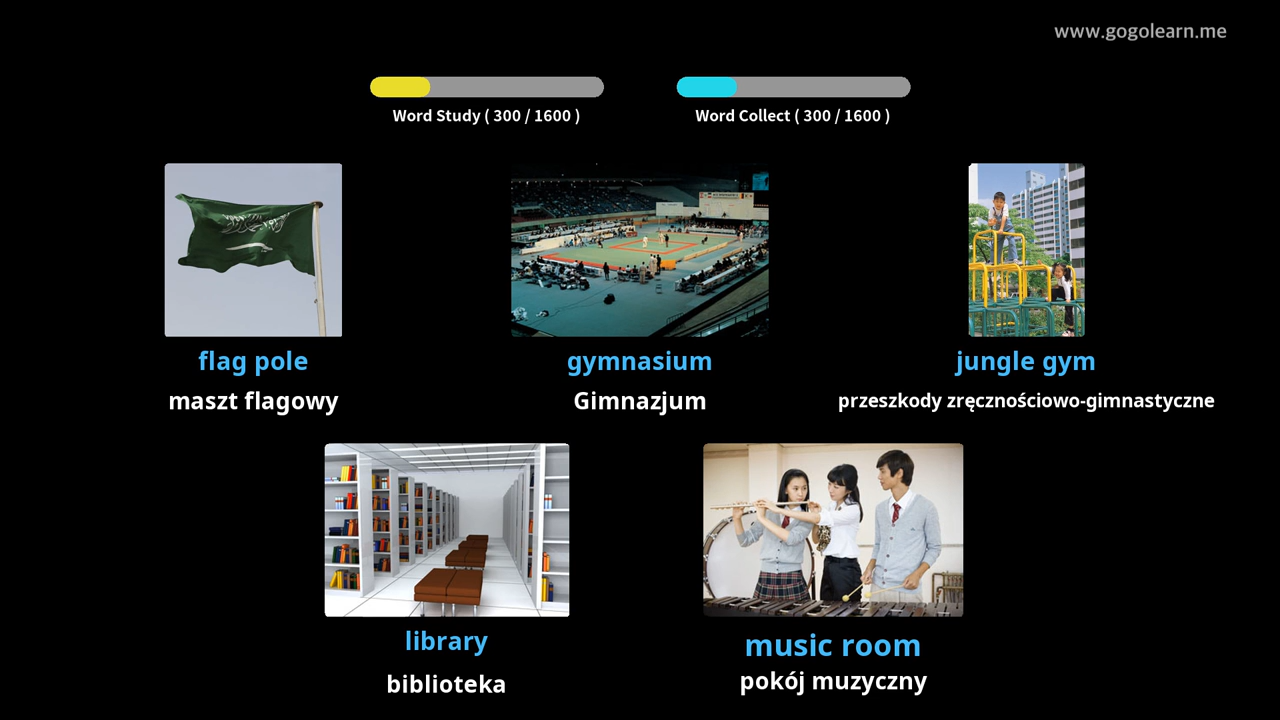 www.gogolearn.me
Word Study ( 300 / 1600 )
Word Collect ( 300 / 1600 )
flag pole
maszt flagowy
gymnasium
Gimnazjum
jungle gym
przeszkody zręcznościowo-gimnastyczne
library
biblioteka
music room
pokój muzyczny